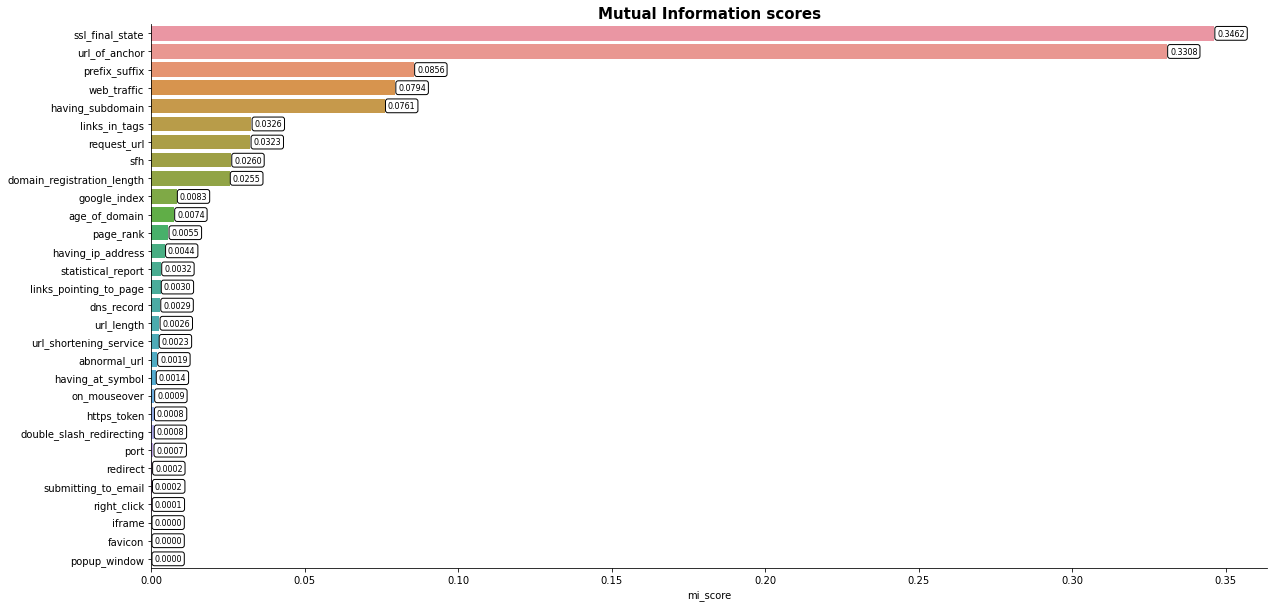 Mutual Information scores
ssl_final_state 0.3462
url_of_anchor 0.3308
prefix_suffix 0.0856
web_traffic 0.0794
having_subdomain 0.0761
links_in_tags 0.0326
request_url 0.0323
sfh 0.0260
domain_registration_length 0.0255
google_index 0.0083
age_of_domain 0.0074
page_rank 0.0055
having_ip_address 0.0044
statistical_report 0.0032
links_pointing_to_page 0.0030
dns_record 0.0029
url_length 0.0026
url_shortening_service 0.0023
abnormal_url 0.0019
having_at_symbol 0.0014
on_mouseover 0.0009
https_token 0.0008
double_slash_redirecting 0.0008
port 0.0007
redirect 0.0002
submitting_to_email 0.0002
right_click 0.0001
iframe 0.0000
favicon 0.0000
popup_window 0.0000
0.00 0.05 0.10 0.15 0.20 0.25 0.30 0.35
mi_score